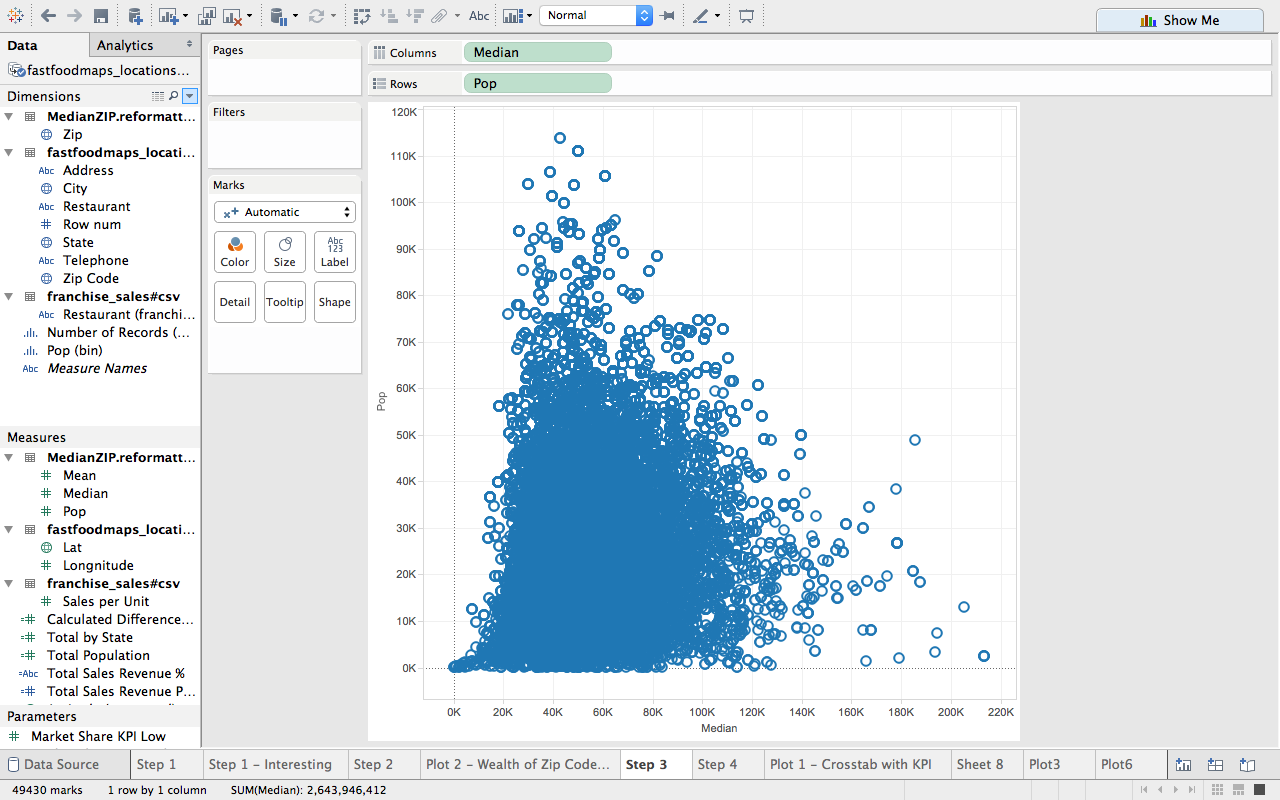 Abc
Normal
Show Me
Data
Analytics
fastfoodmaps_locations...
Dimensions
MedianZIP.reformatt...
Zip
fastfoodmaps_locati...
Abc Address
City
Abc Restaurant
Row num
State
Abc Telephone
Zip Code
franchise_sales#csv
Abc Restaurant (franchi...
Number of Records (...
Pop (bin)
Abc Measure Names
Measures
MedianZIP.reformatt...
Mean
Median
Pop
fastfoodmaps_locati...
Lat
Longnitude
franchise_sales#csv
Sales per Unit
Calculated Difference...
Total by State
Total Population
=Abc Total Sales Revenue %
Total Sales Revenue P...
Parameters
Market Share KPI Low
Pages
Filters
Marks
Automatic
Color
Size
Abc
123
Label
Detail
Tooltip
Shape
Columns
Median
Rows
Pop
120K
110K
100K
90K
80K
70K
60K
50K
40K
30K
20K
10K
0K
Pop
0K 20K 40K 60K 80K 100K 120K 140K 160K 180K 200K 220K
Median
Data Source
Step 1
Step 1 - Interesting
Step 2
Plot 2 - Wealth of Zip Code...
Step 3
Step 4
Plot 1 - Crosstab with KPI
Sheet 8
Plot3
Plot6
49430 marks
1 row by 1 column
SUM(Median): 2,643,946,412